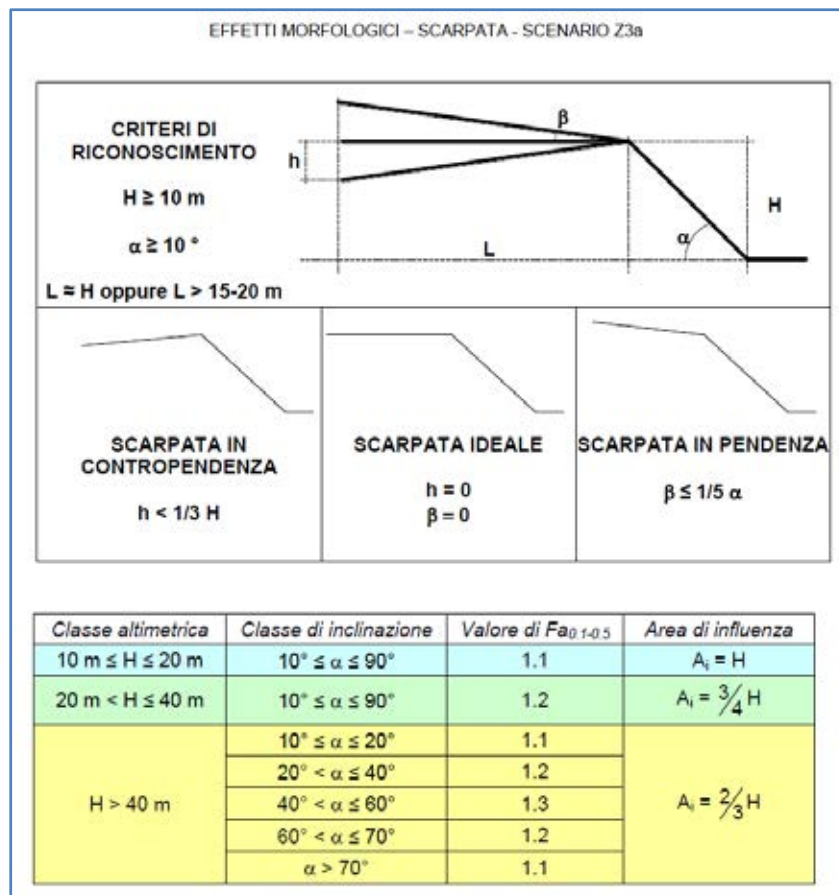 EFFETTI MORFOLOGICI – SCARPATA - SCENARIO Z3a
CRITERI DI
RICONOSCIMENTO
H ≥ 10 m
α ≥ 10 °
L ≈ H oppure L > 15-20 m
β
h
H
α
L
SCARPATA IN
CONTROPENDENZA
h < 1/3 H
SCARPATA IDEALE
h = 0
β = 0
SCARPATA IN PENDENZA
β ≤ 1/5 α
Classe altimetrica Classe di inclinazione Valore di Fa0.1-0.5 Area di influenza
10 m ≤ H ≤ 20 m 10° ≤ α ≤ 90° 1.1 Ai = H
20 m < H ≤ 40 m 10° ≤ α ≤ 90° 1.2 Ai = 3/4 H
H > 40 m 10° ≤ α ≤ 20° 1.1 Ai = 2/3 H
20° < α ≤ 40° 1.2
40° < α ≤ 60° 1.3
60° < α ≤ 70° 1.2
α > 70° 1.1